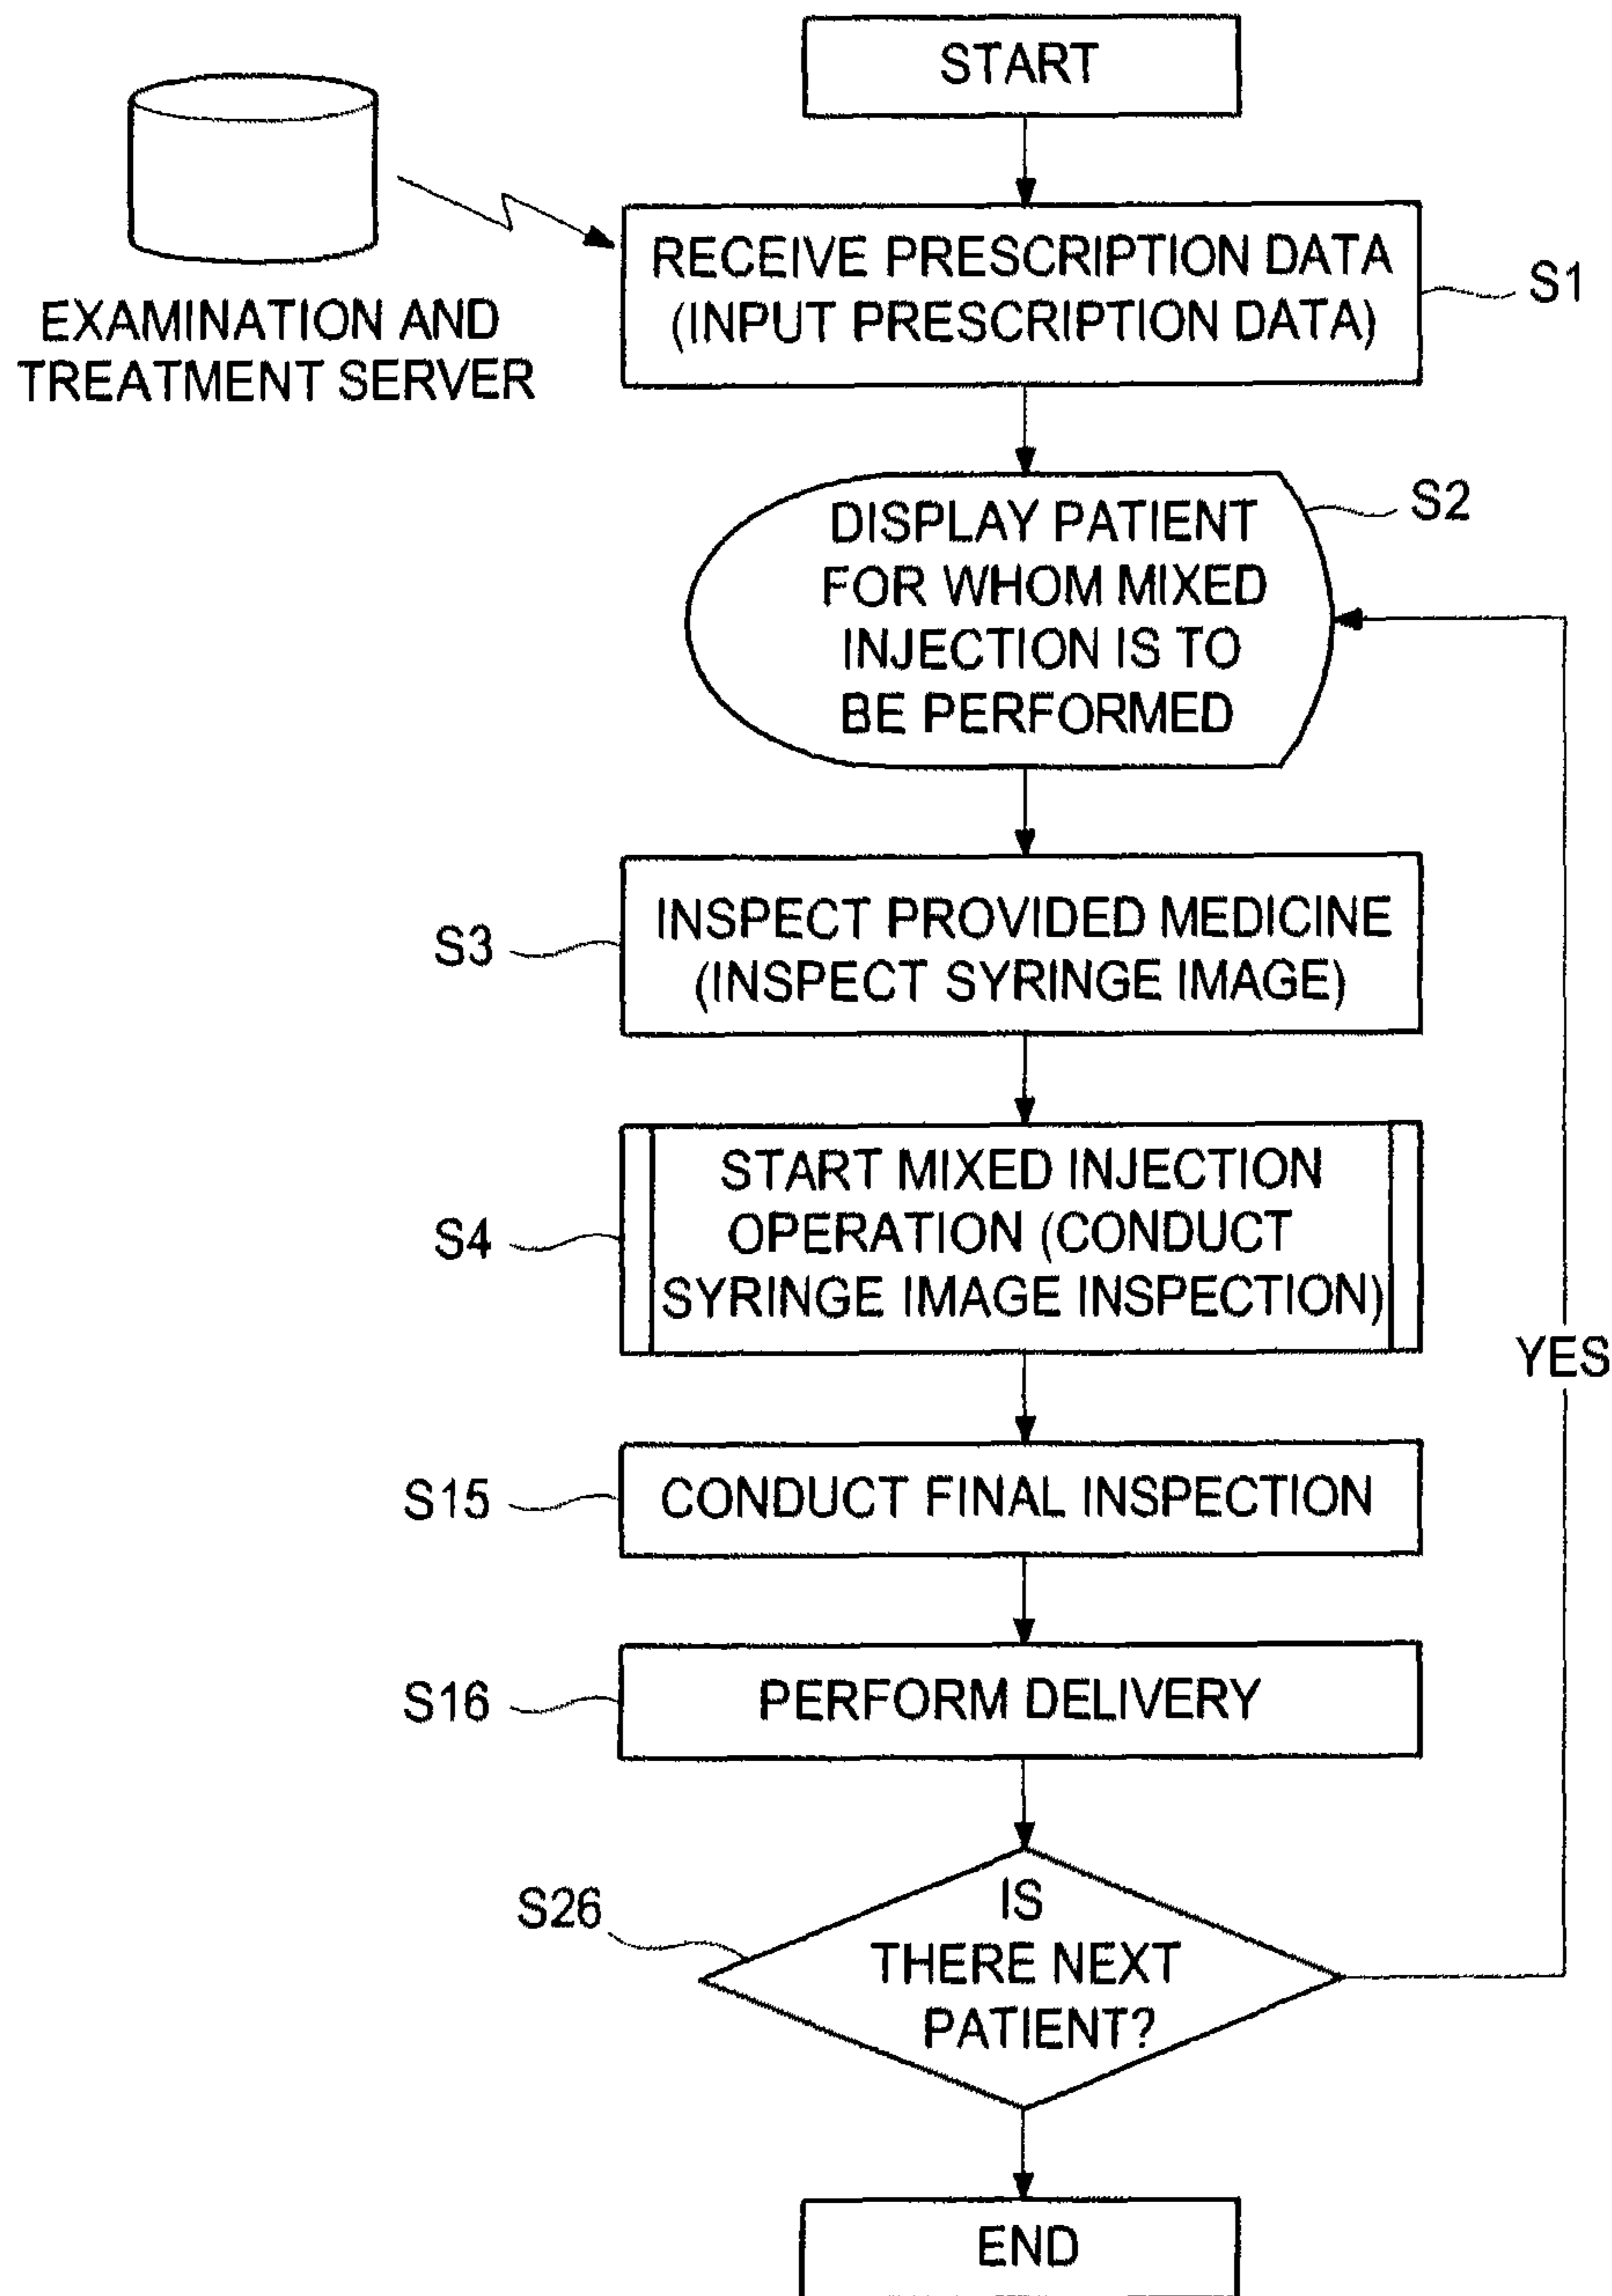 START
EXAMINATION AND
TREATMENT SERVER
RECEIVE PRESCRIPTION DATA
(INPUT PRESCRIPTION DATA)
S1
DISPLAY PATIENT
FOR WHOM MIXED
INJECTION IS TO
BE PERFORMED
S2
S3
INSPECT PROVIDED MEDICINE
(INSPECT SYRINGE IMAGE)
S4
START MIXED INJECTION
OPERATION (CONDUCT
SYRINGE IMAGE INSPECTION)
YES
S15
CONDUCT FINAL INSPECTION
S16
PERFORM DELIVERY
S26
IS
THERE NEXT
PATIENT?
END